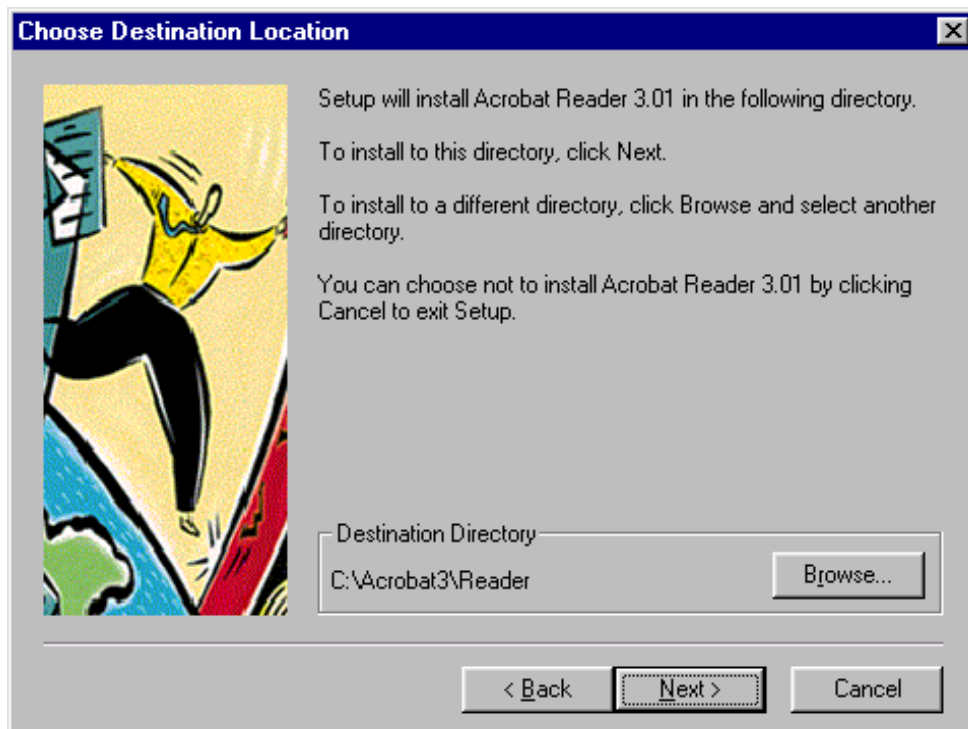 Choose Destination Location
Setup will install Acrobat Reader 3.01 in the following directory.
To install to this directory, click Next.
To install to a different directory, click Browse and select another
directory.
You can choose not to install Acrobat Reader 3.01 by clicking
Cancel to exit Setup.
Destination Directory
C:\Acrobat3\Reader
Browse...
< Back
Next >
Cancel